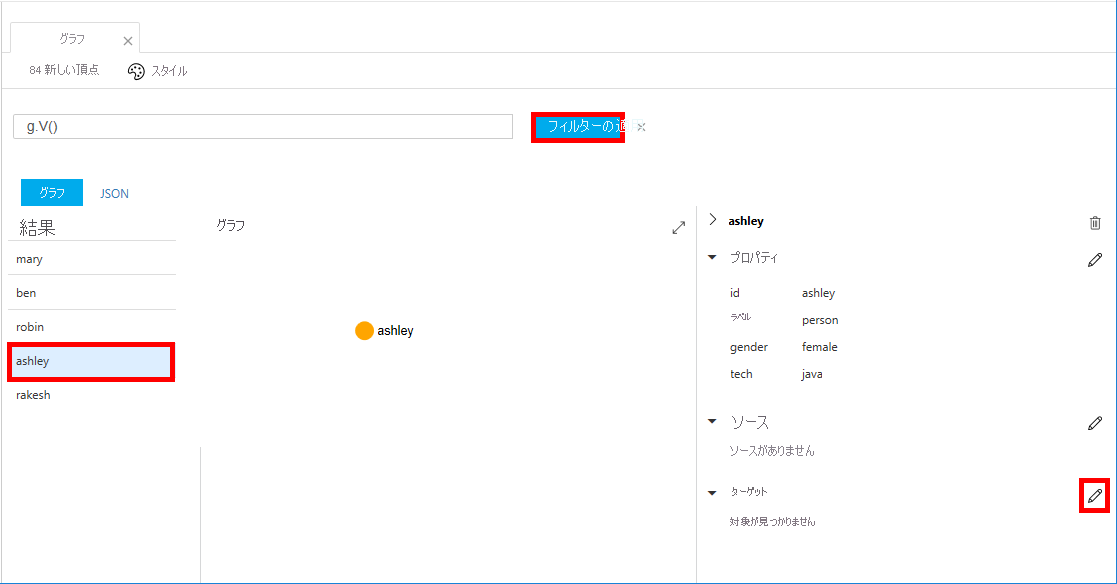 グラフ
84 新しい頂点 スタイル
g.V() フィルターの適
グラフ JSON
結果
mary
ben
robin
ashley
rakesh
グラフ
ashley
ashley
プロパティ
id ashley
ラベル person
gender female
tech java
ソース
ソースがありません
ターゲット
対象が見つかりません